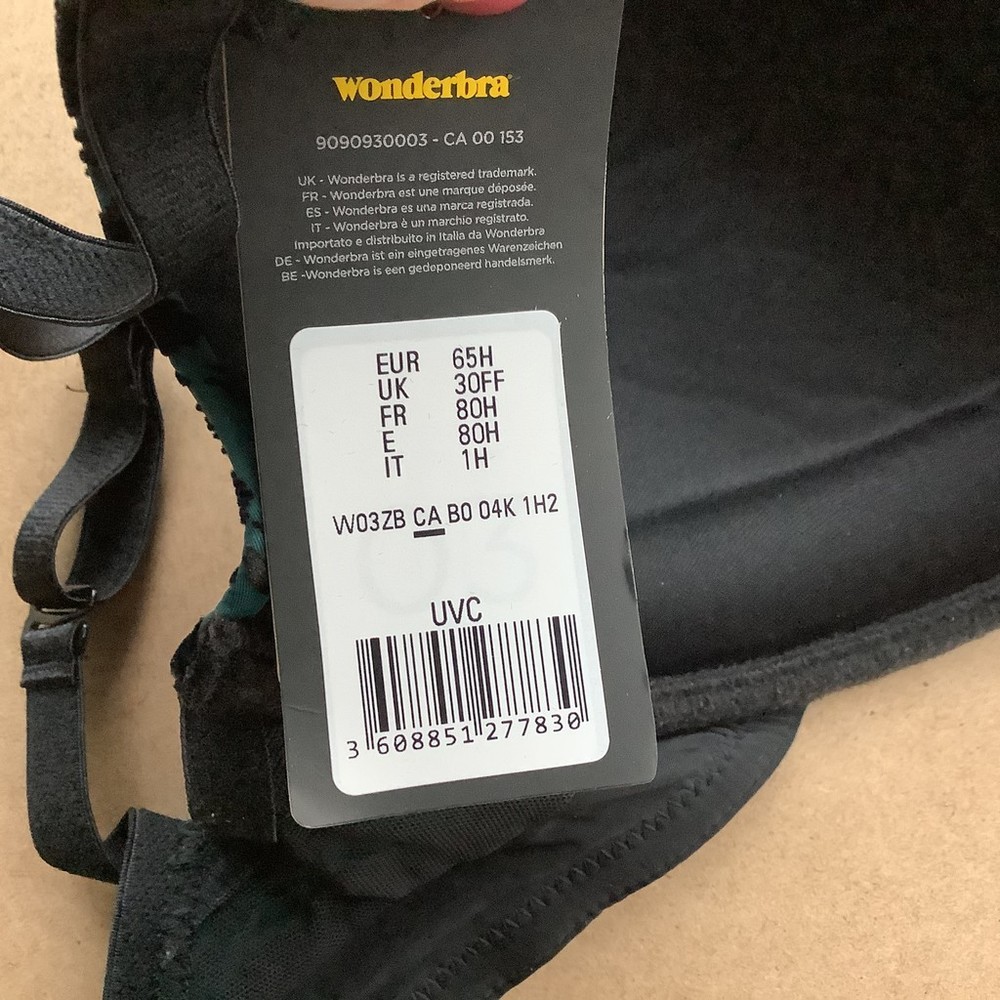 Wonderbra
9090930003 - CA 00 153
UK - Wonderbra is a registered trademark.
FR - Wonderbra est une marque déposée.
ES - Wonderbra es una marca registrada.
IT - Wonderbra è un marchio registrato.
Importato e distribuito in Italia da Wonderbra
DE - Wonderbra ist ein eingetragenes Warenzeichen
BE -Wonderbra is een gedeponeerd handelsmerk.
EUR 65H
UK 30FF
FR 80H
E 80H
IT 1H
W03ZB CA B0 04K 1H2
UVC
3 608851 277830